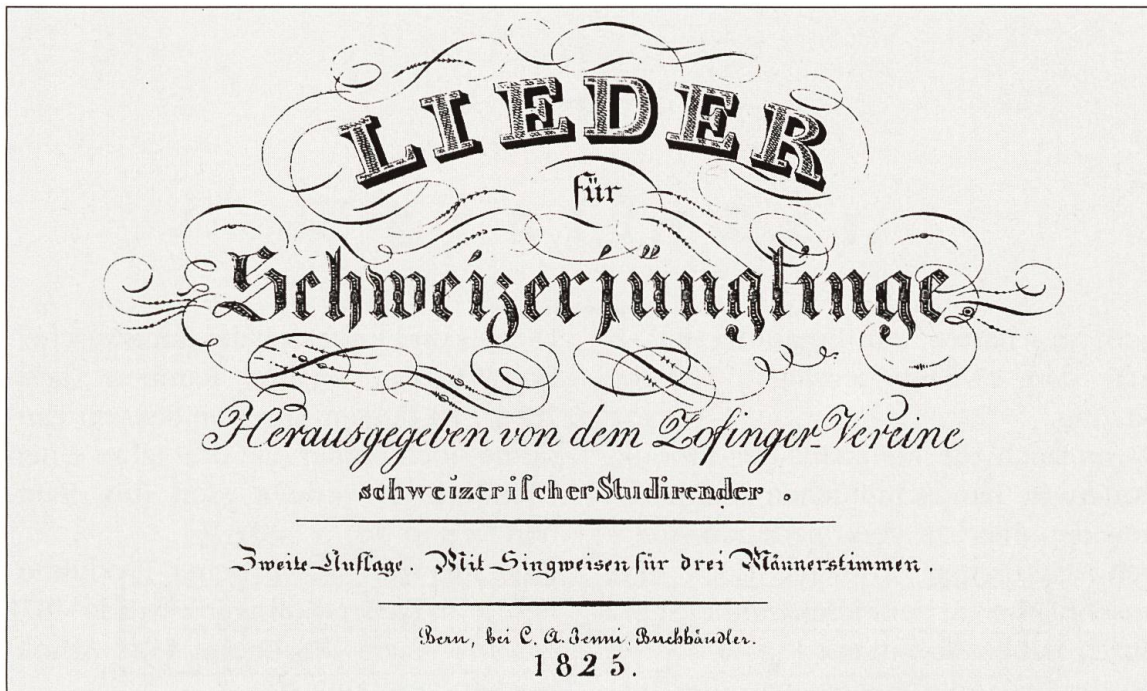 LIEDER
für
Schweizerjünglinge.
Herausgegeben von dem Zofinger-Vereine
schweizerischer Studirender.
Zweite Auflage. Mit Singweisen für drei Männerstimmen.
Bern, bei C. A. Jenni, Buchhändler.
1825.